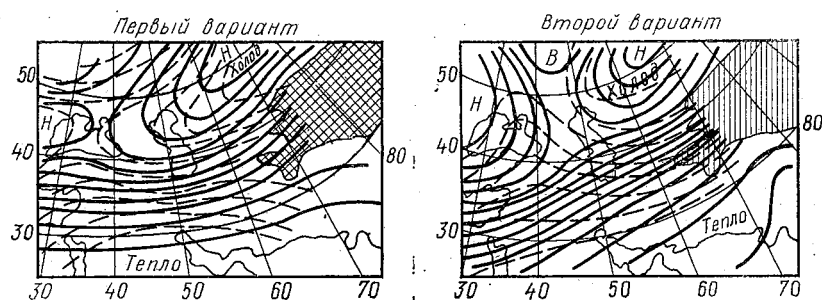 Первый вариант
Н
Холод
50
Н
40
80
30
Тепло
30 40 50 60 70
Второй вариант
В
Н
Холод
50
Н
40
80
30
Тепло
30 40 50 60 70